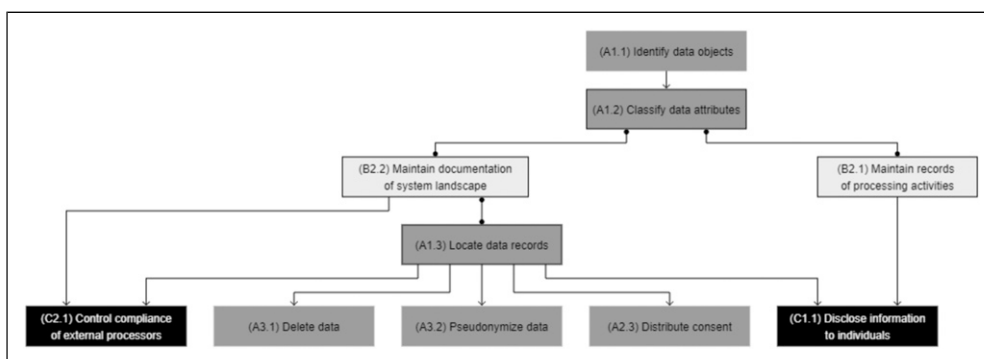 (A1.1) Identify data objects
(A1.2) Classify data attributes
(B2.2) Maintain documentation
of system landscape
(B2.1) Maintain records
of processing activities
(A1.3) Locate data records
(C2.1) Control compliance
of external processors
(A3.1) Delete data
(A3.2) Pseudonymize data
(A2.3) Distribute consent
(C1.1) Disclose information
to individuals